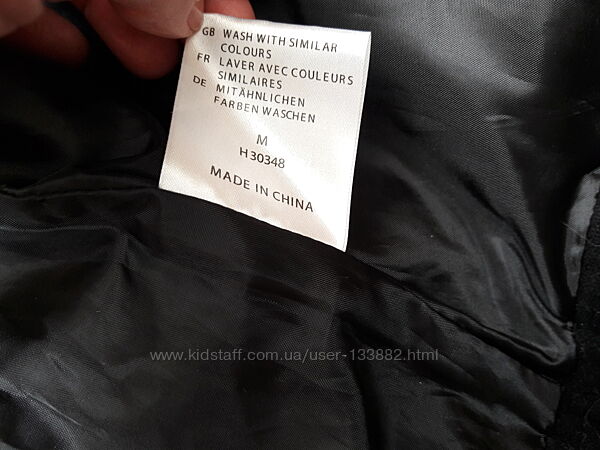 GB WASH WITH SIMILAR
COLOURS
FR LAVER AVEC COULEURS
SIMILAIRES
DE MITÄHNLICHEN
FARBEN WASCHEN
M
H30348
MADE IN CHINA
www.kidstaff.com.ua/user-133882.html